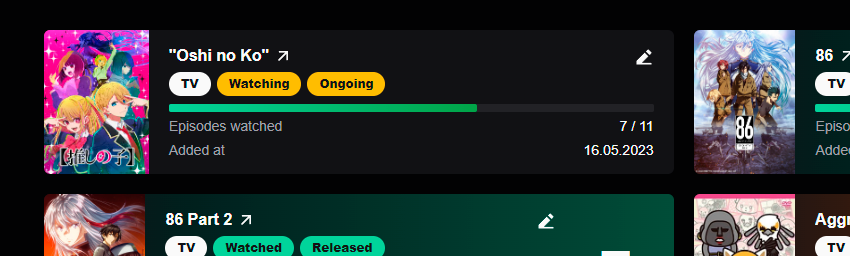 "Oshi no Ko"
TV Watching Ongoing
Episodes watched 7 / 11
Added at 16.05.2023
【推しの子】
86
TV
86
Episo
Adde
86 Part 2
TV Watched Released
Aggr
TV